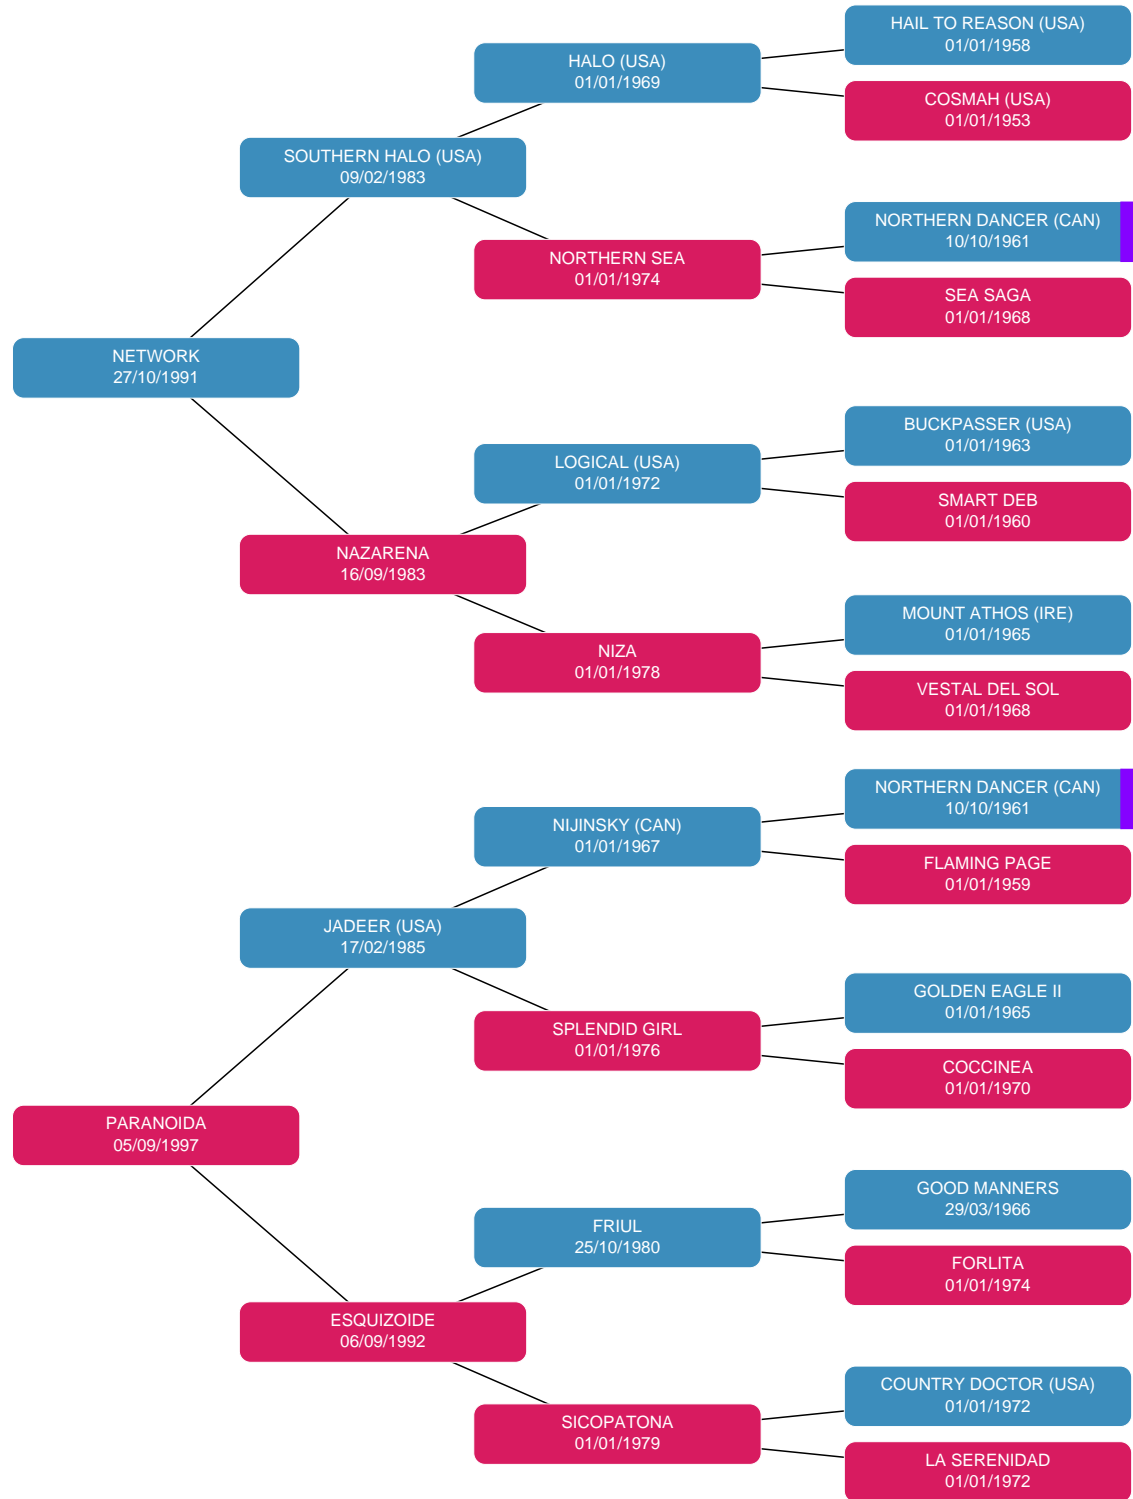 HAIL TO REASON (USA)
01/01/1958
HALO (USA)
01/01/1969
COSMAH (USA)
01/01/1953
SOUTHERN HALO (USA)
09/02/1983
NORTHERN DANCER (CAN)
10/10/1961
NORTHERN SEA
01/01/1974
SEA SAGA
01/01/1968
NETWORK
27/10/1991
BUCKPASSER (USA)
01/01/1963
LOGICAL (USA)
01/01/1972
SMART DEB
01/01/1960
NAZARENA
16/09/1983
MOUNT ATHOS (IRE)
01/01/1965
NIZA
01/01/1978
VESTAL DEL SOL
01/01/1968
NORTHERN DANCER (CAN)
10/10/1961
NIJINSKY (CAN)
01/01/1967
FLAMING PAGE
01/01/1959
JADEER (USA)
17/02/1985
GOLDEN EAGLE II
01/01/1965
SPLENDID GIRL
01/01/1976
COCCINEA
01/01/1970
PARANOIDA
05/09/1997
GOOD MANNERS
29/03/1966
FRIUL
25/10/1980
FORLITA
01/01/1974
ESQUIZOIDE
06/09/1992
COUNTRY DOCTOR (USA)
01/01/1972
SICOPATONA
01/01/1979
LA SERENIDAD
01/01/1972